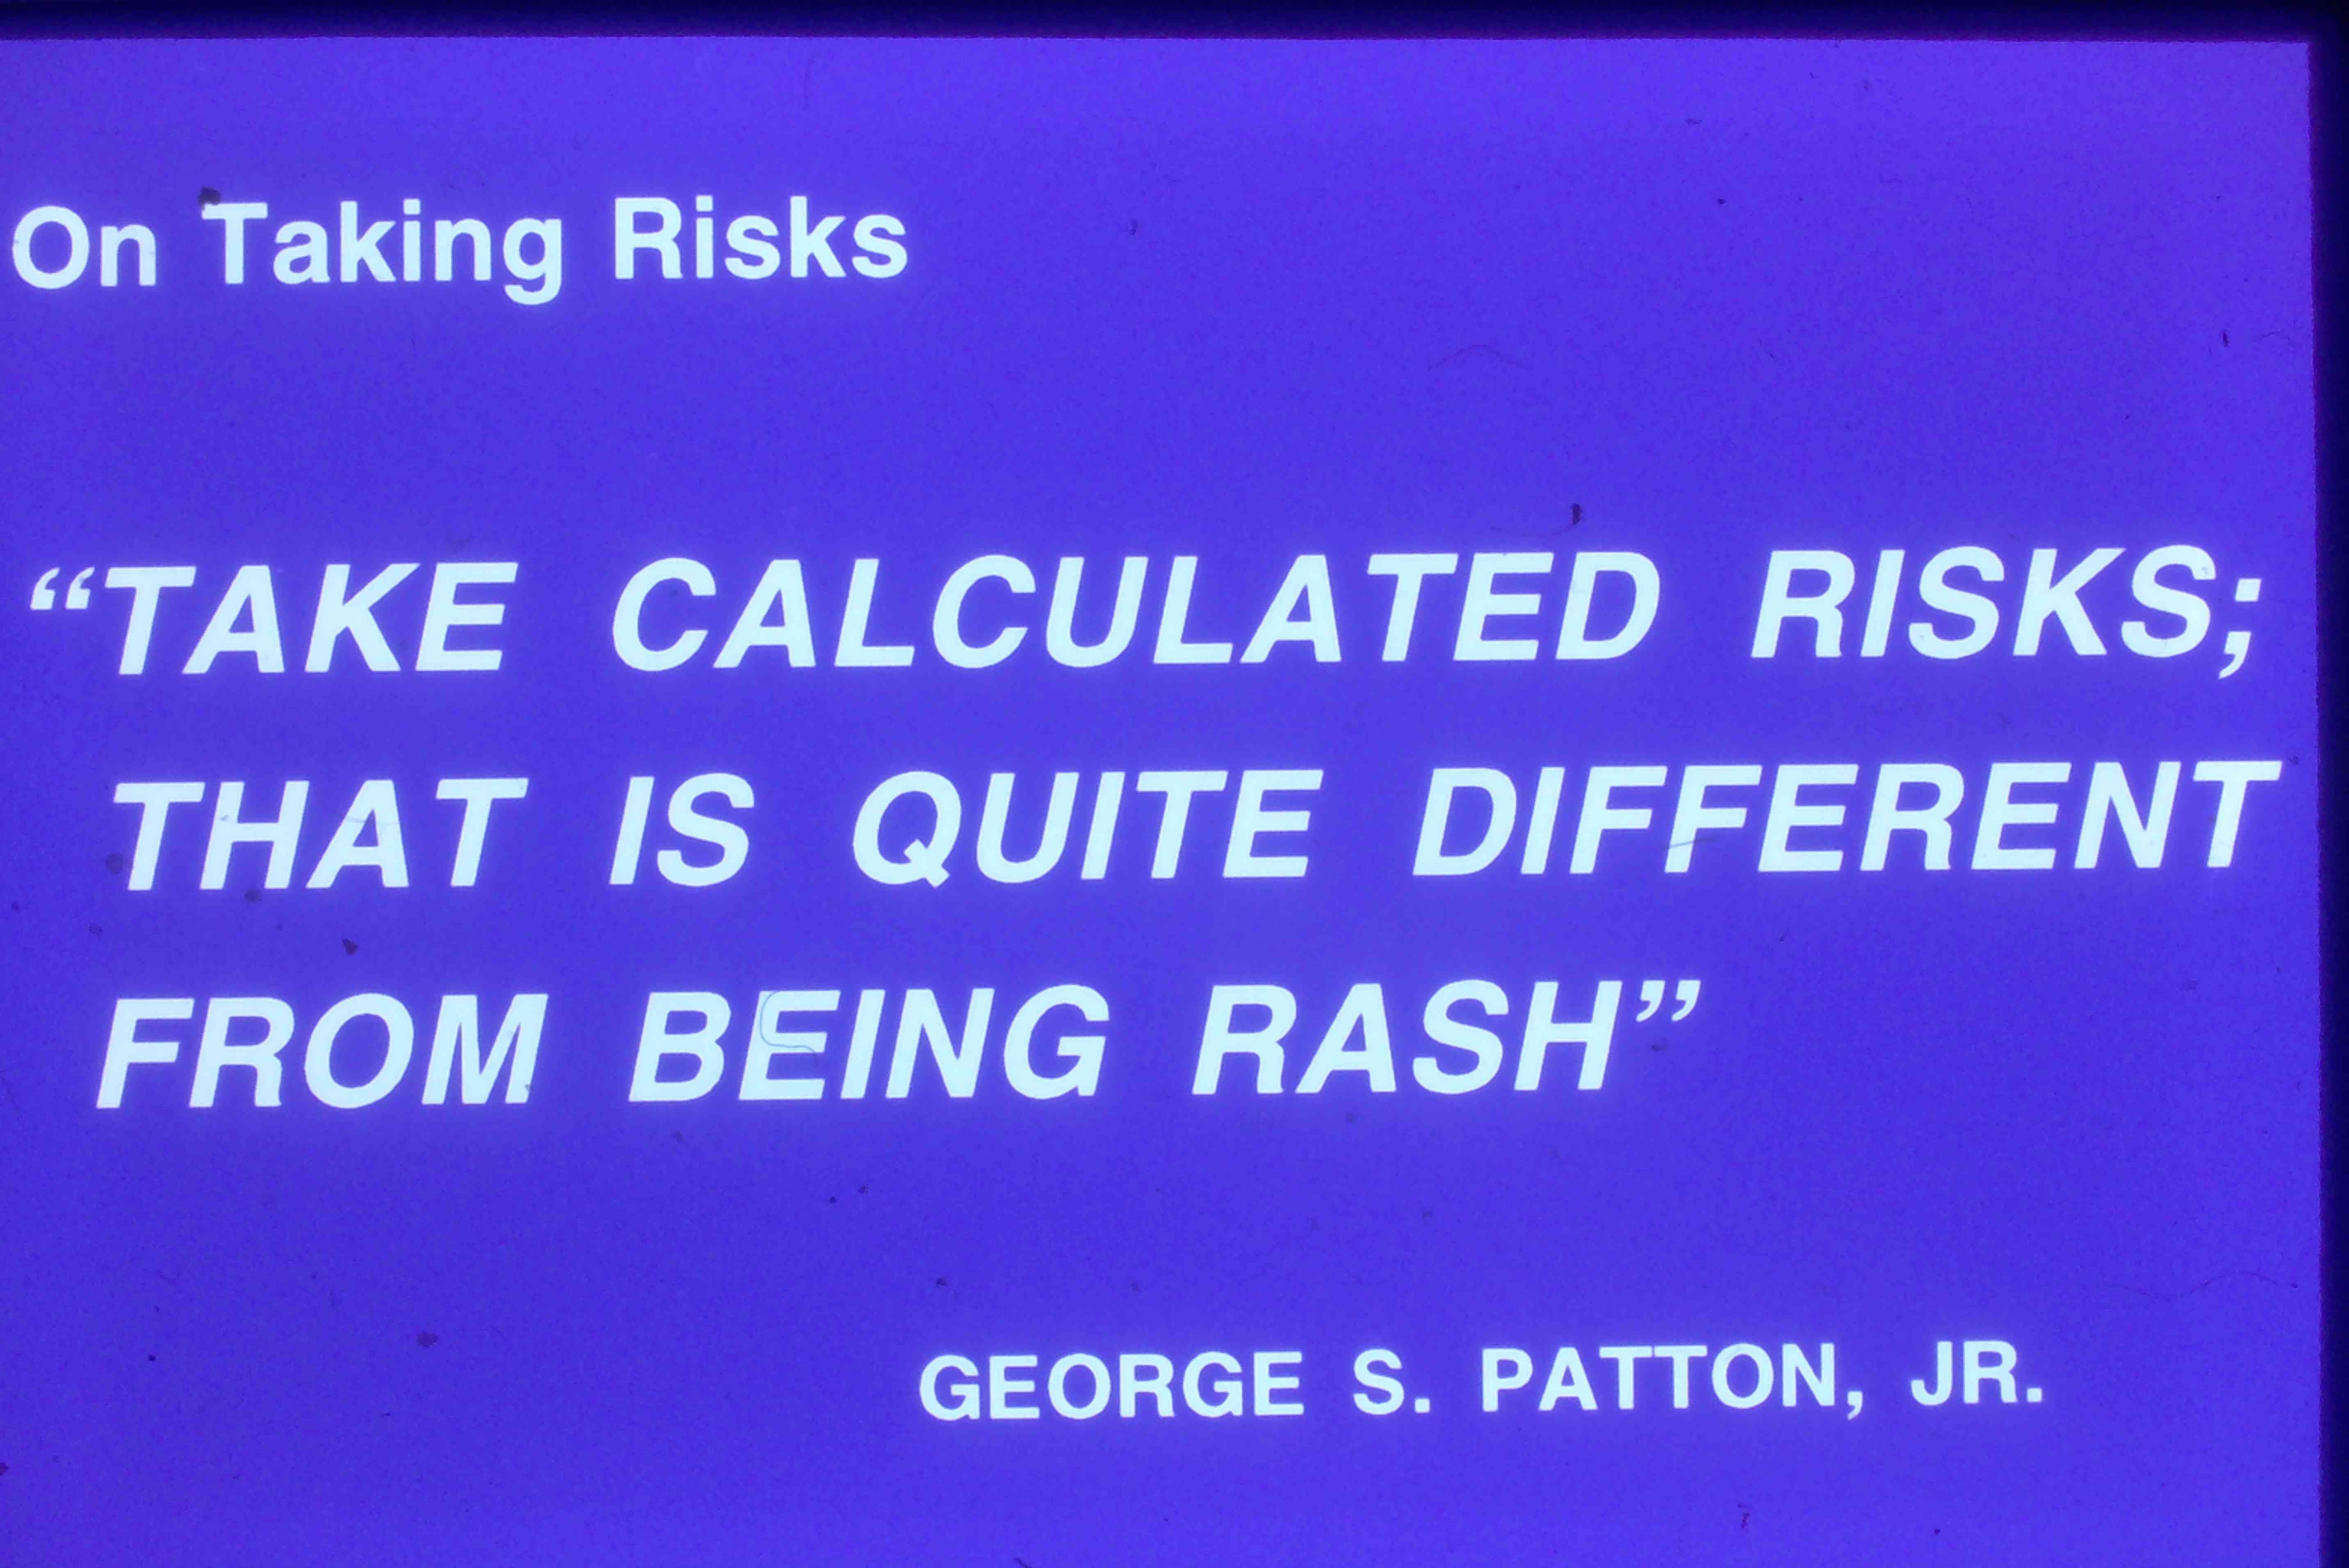 On Taking Risks
“TAKE CALCULATED RISKS;
THAT IS QUITE DIFFERENT
FROM BEING RASH”
GEORGE S. PATTON, JR.